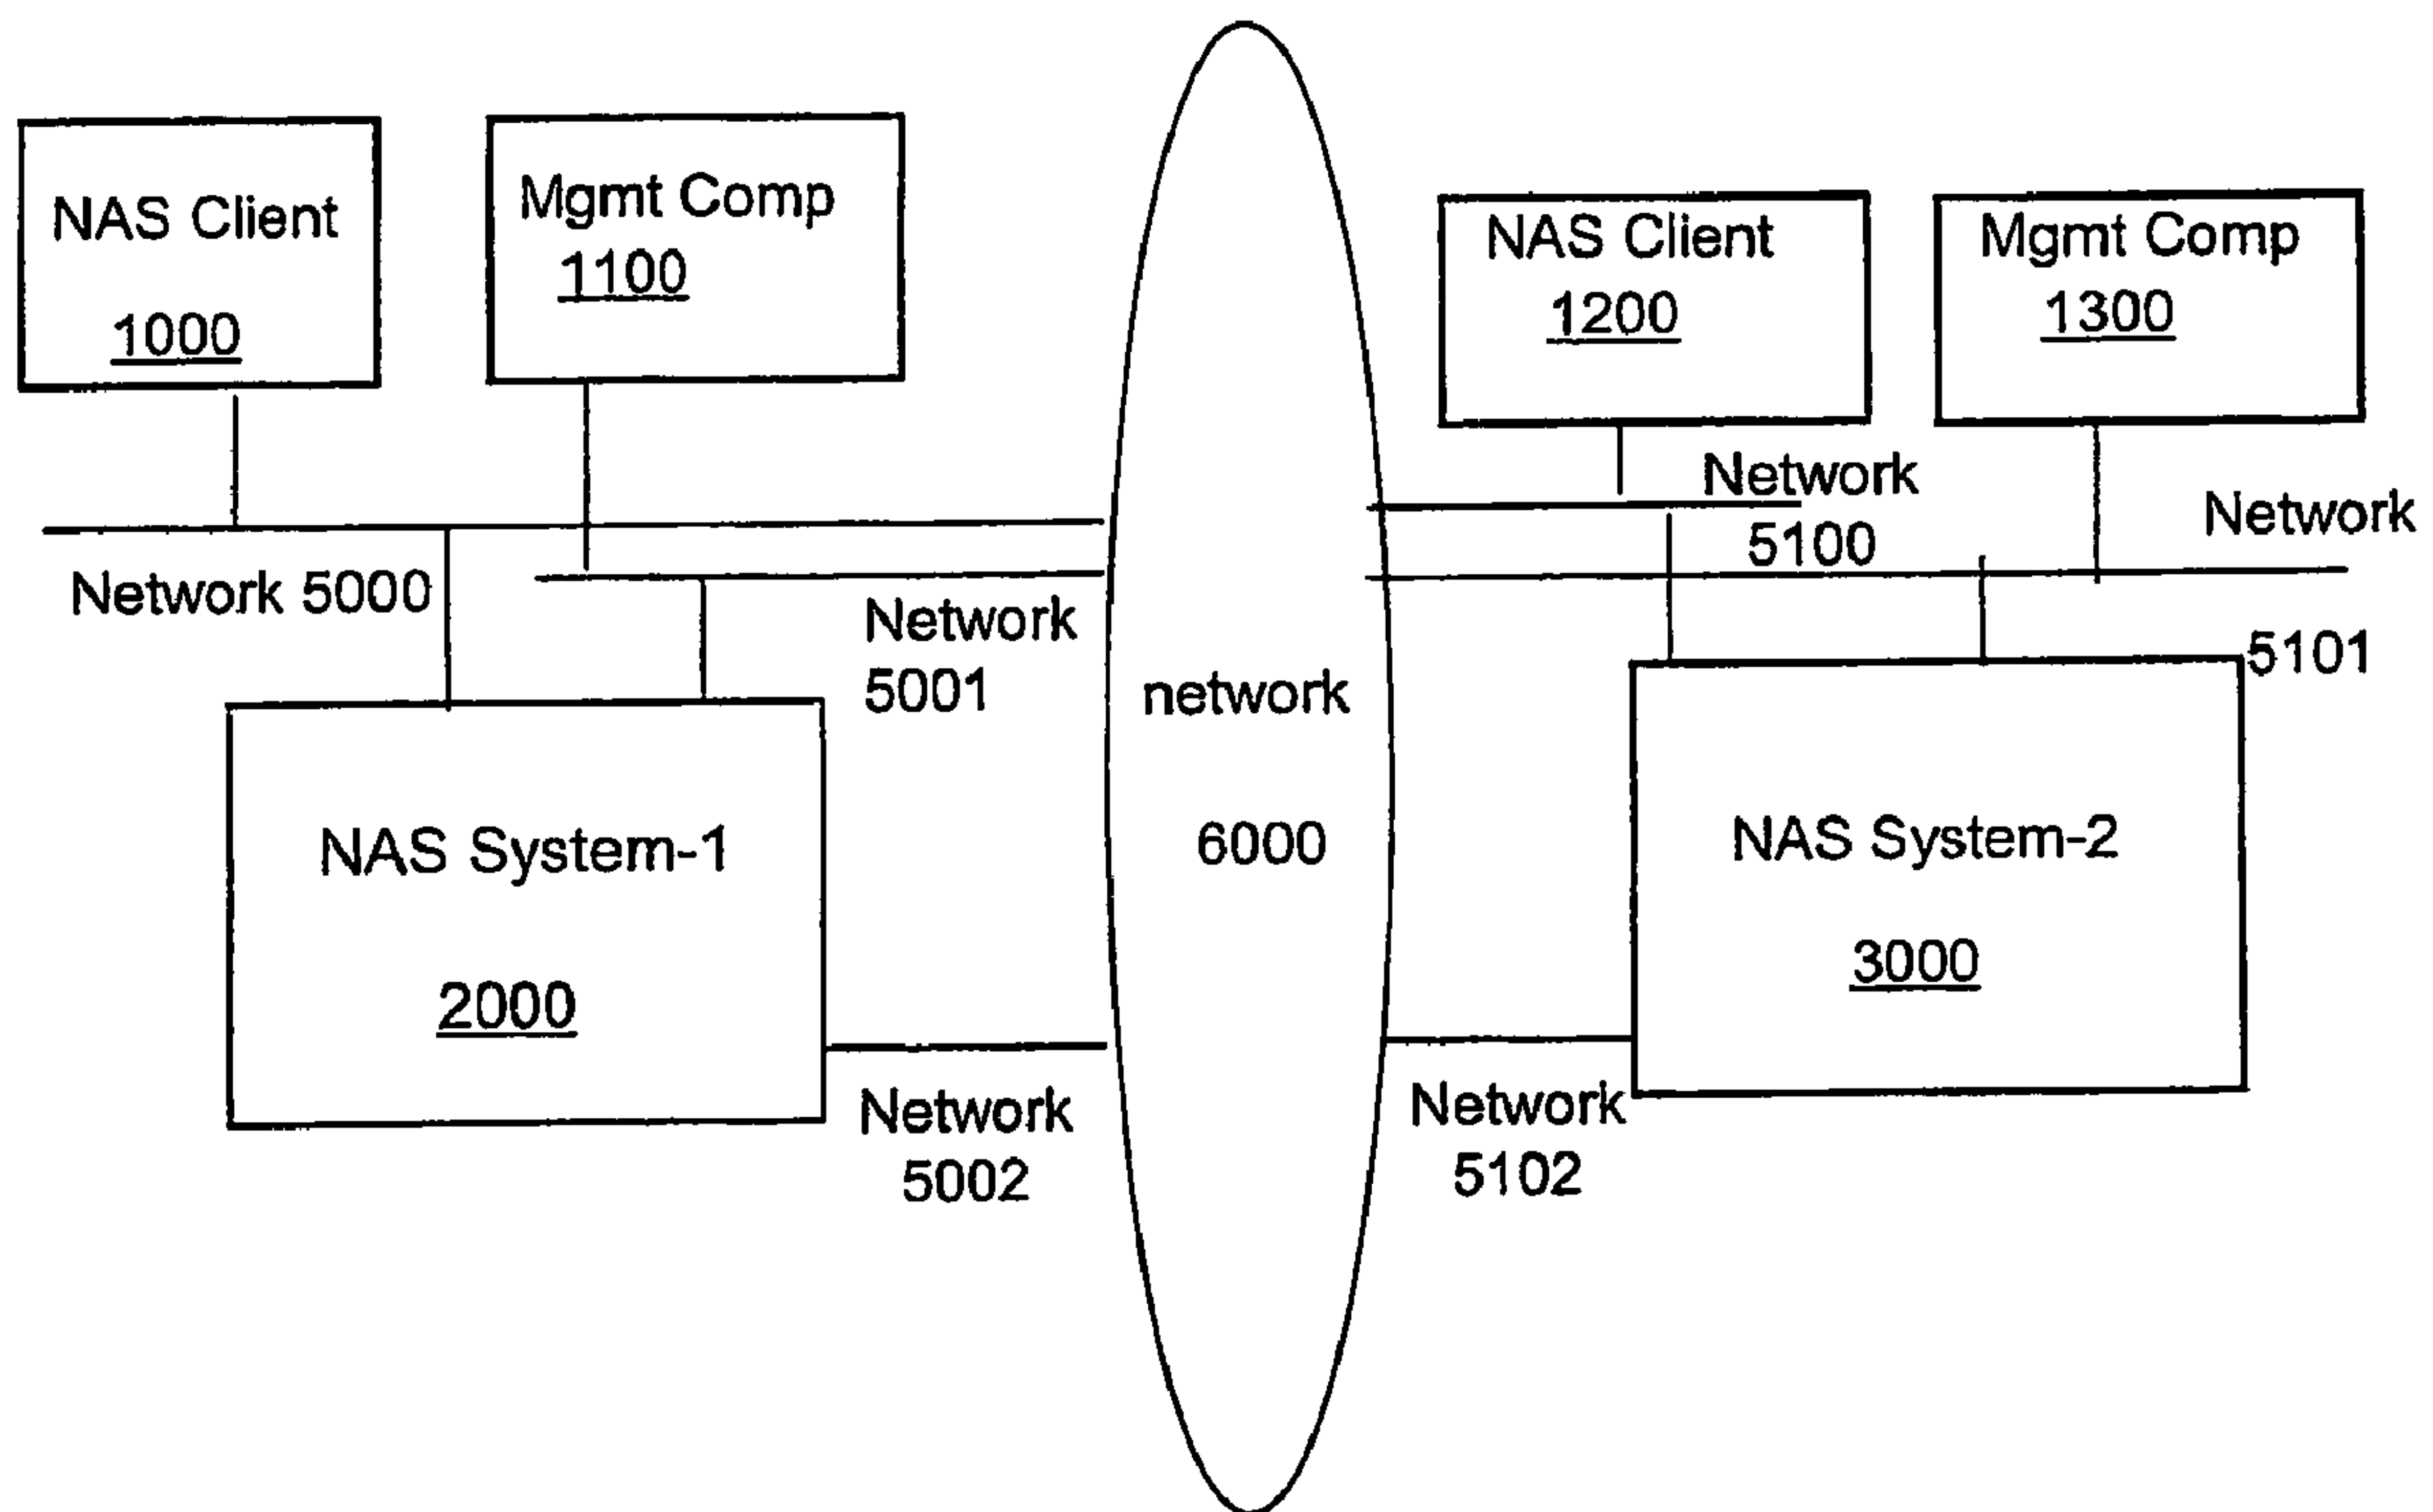 NAS Client
1000
Mgmt Comp
1100
NAS Client
1200
Mgmt Comp
1300
Network 5000
Network
5001
Network
5100
Network
5101
network
6000
NAS System-1
2000
NAS System-2
3000
Network
5002
Network
5102